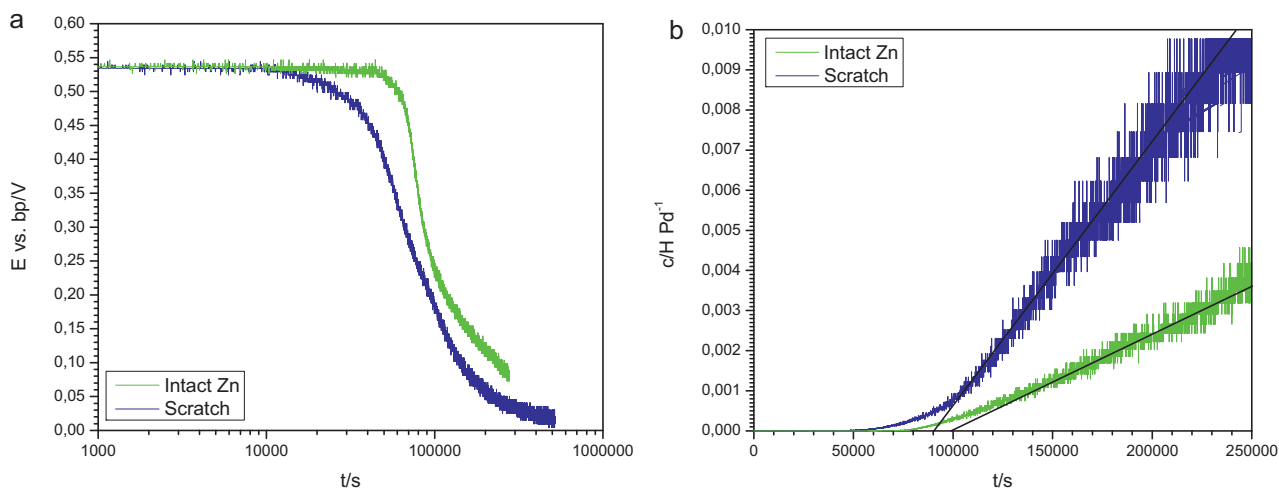 a
0,60
0,55
0,50
0,45
0,40
0,35
0,30
0,25
0,20
0,15
0,10
0,05
0,00
E vs. bp/V
Intact Zn
Scratch
1000 10000 100000 1000000
t/s
b
0,010
0,009
0,008
0,007
0,006
0,005
0,004
0,003
0,002
0,001
0,000
c/H Pd⁻¹
Intact Zn
Scratch
0 50000 100000 150000 200000 250000
t/s